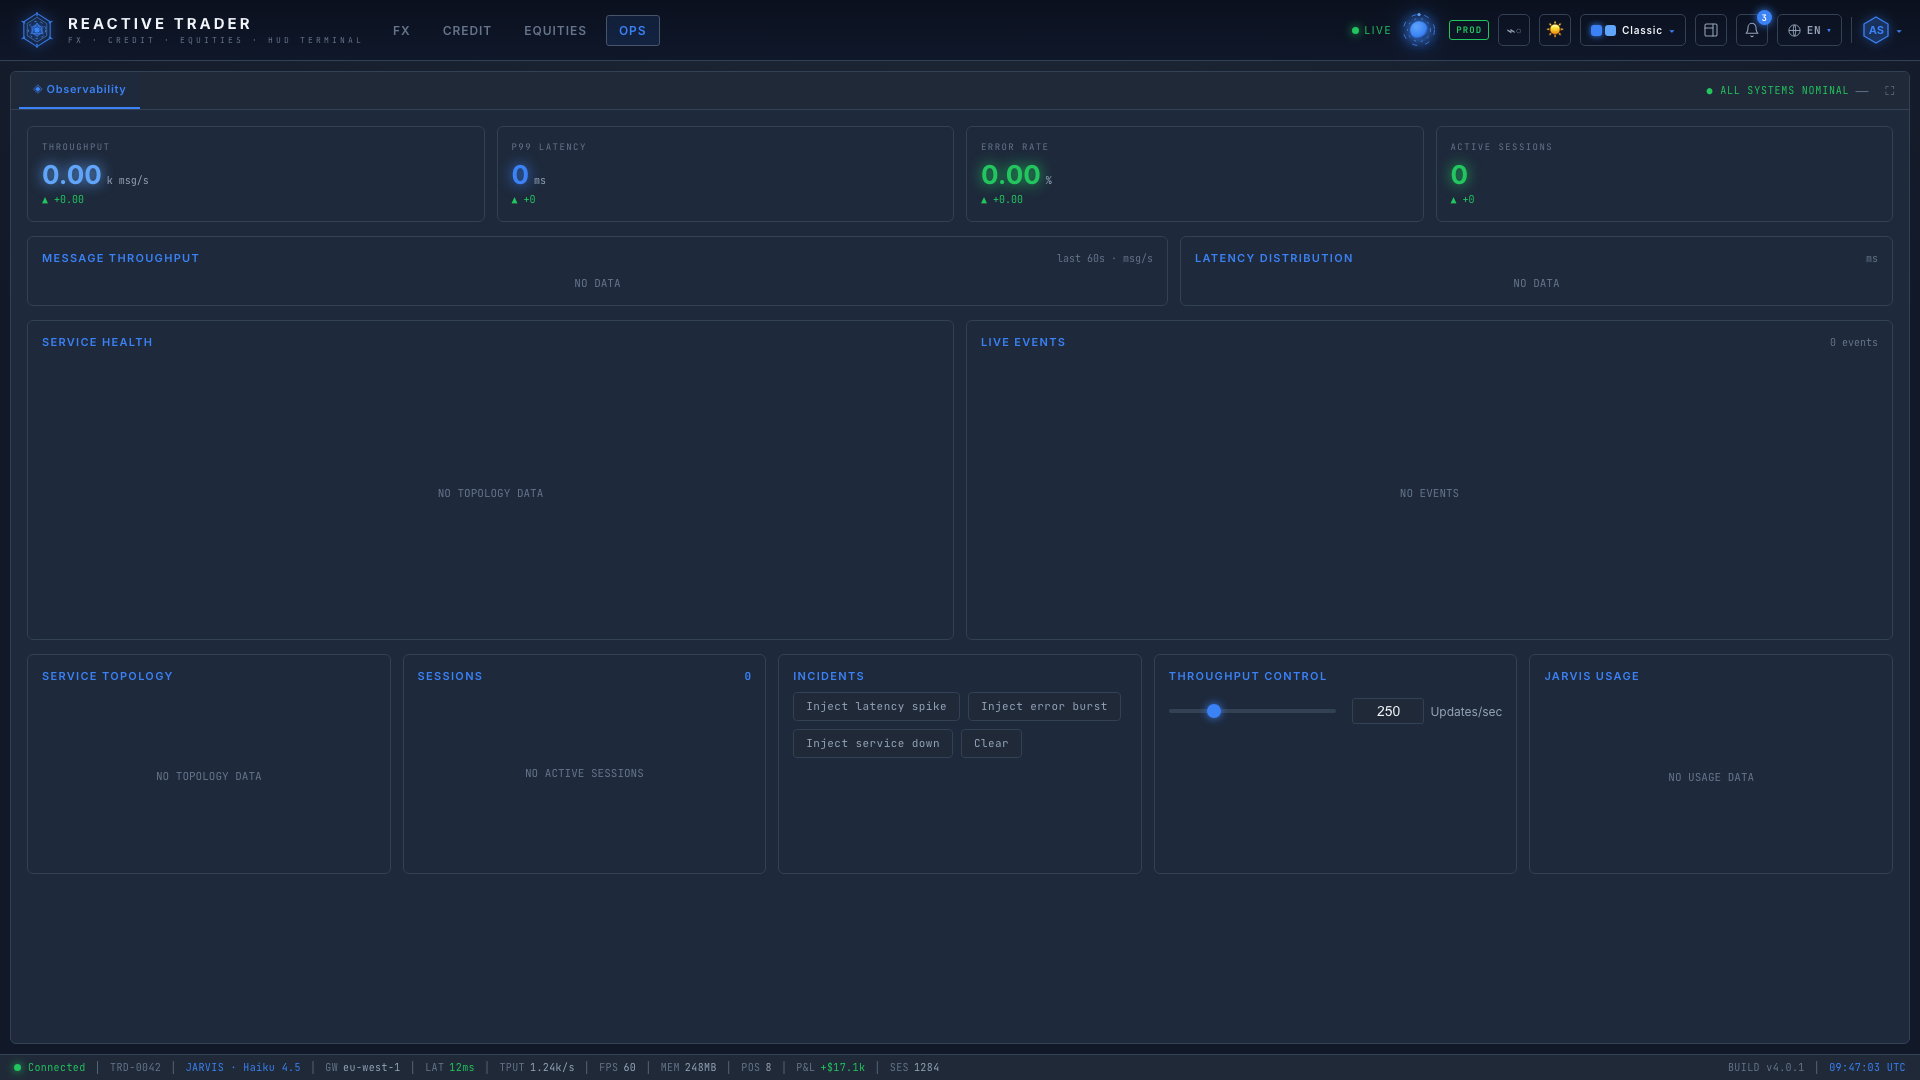 REACTIVE TRADER
FX · CREDIT · EQUITIES · HUD TERMINAL
FX CREDIT EQUITIES OPS
LIVE PROD Classic 3 EN AS
Observability
ALL SYSTEMS NOMINAL
THROUGHPUT
0.00 k msg/s
▲ +0.00
P99 LATENCY
0 ms
▲ +0
ERROR RATE
0.00 %
▲ +0.00
ACTIVE SESSIONS
0
▲ +0
MESSAGE THROUGHPUT last 60s · msg/s
NO DATA
LATENCY DISTRIBUTION ms
NO DATA
SERVICE HEALTH
NO TOPOLOGY DATA
LIVE EVENTS 0 events
NO EVENTS
SERVICE TOPOLOGY
NO TOPOLOGY DATA
SESSIONS 0
NO ACTIVE SESSIONS
INCIDENTS
Inject latency spike Inject error burst
Inject service down Clear
THROUGHPUT CONTROL
250 Updates/sec
JARVIS USAGE
NO USAGE DATA
Connected TRD-0042 JARVIS · Haiku 4.5 GW eu-west-1 LAT 12ms TPUT 1.24k/s FPS 60 MEM 248MB POS 8 P&L +$17.1k SES 1284 BUILD v4.0.1 09:47:03 UTC